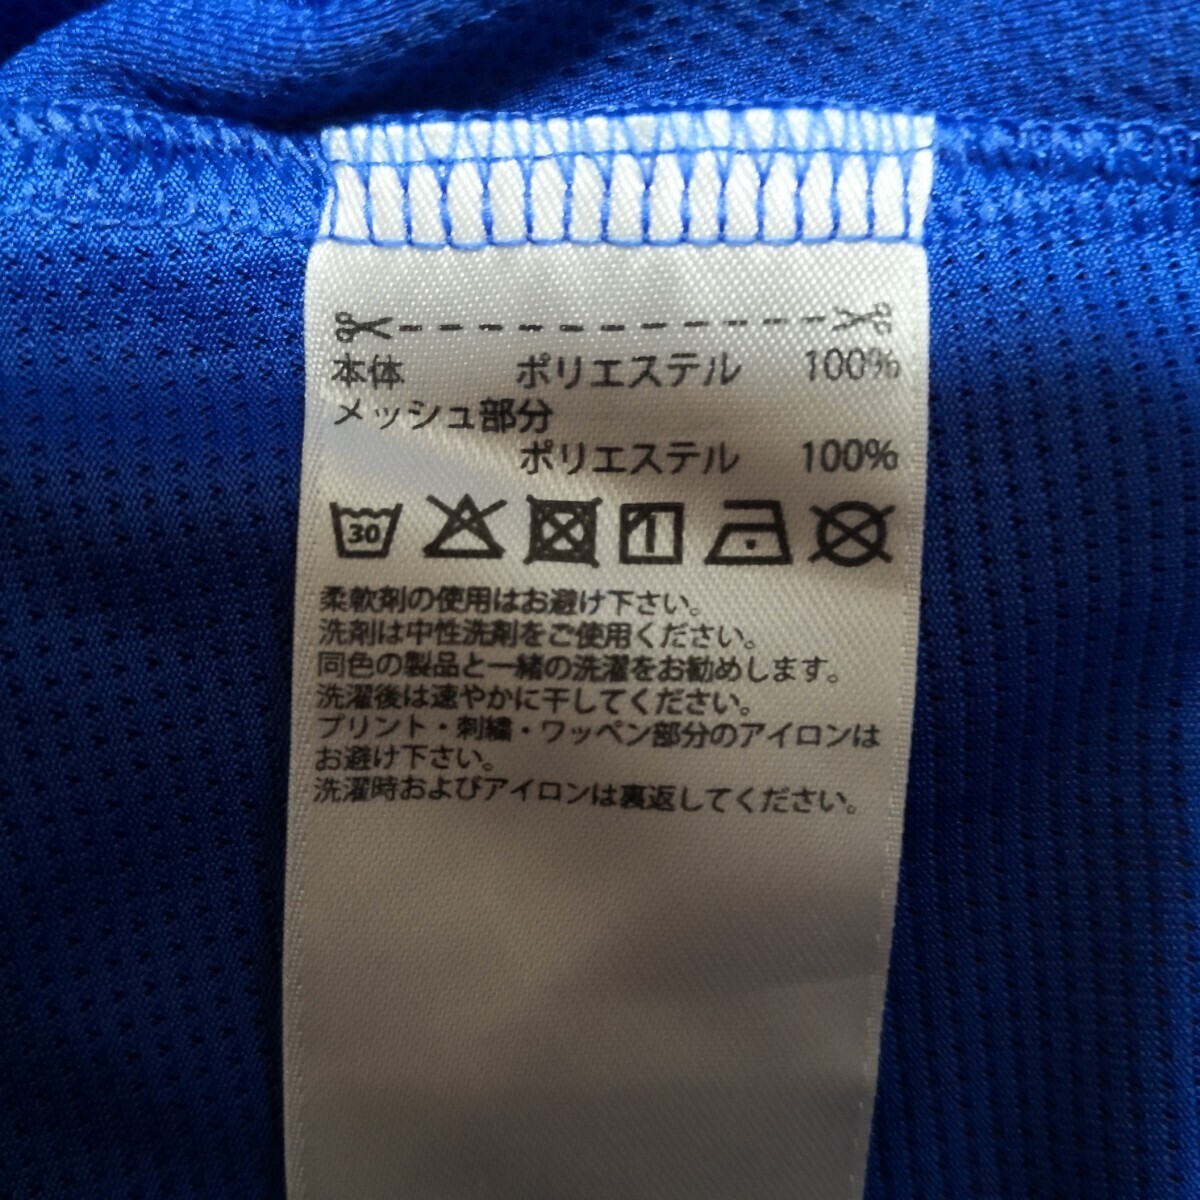 本体 ポリエステル 100%
メッシュ部分
ポリエステル 100%
30
柔軟剤の使用はお避け下さい。
洗剤は中性洗剤をご使用ください。
同色の製品と一緒の洗濯をお勧めします。
洗濯後は速やかに干してください。
プリント・刺繍・ワッペン部分のアイロンは
お避け下さい。
洗濯時およびアイロンは裏返してください。